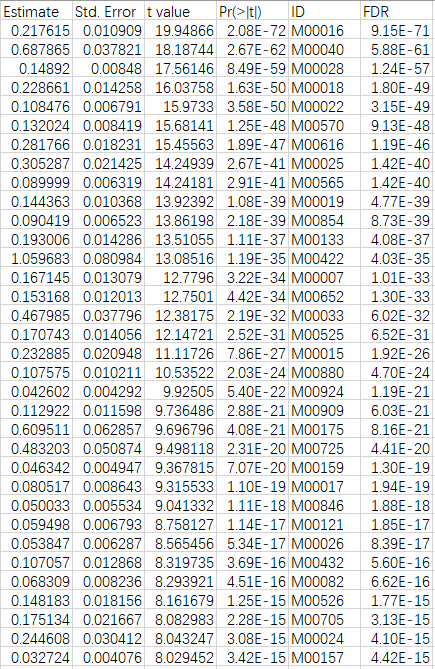 Estimate Std. Error t value Pr(>|t|) ID FDR
0.217615 0.010909 19.94866 2.08E-72 M00016 9.15E-71
0.687865 0.037821 18.18744 2.67E-62 M00040 5.88E-61
0.14892 0.00848 17.56146 8.49E-59 M00028 1.24E-57
0.228661 0.014258 16.03758 1.63E-50 M00018 1.80E-49
0.108476 0.006791 15.9733 3.58E-50 M00022 3.15E-49
0.132024 0.008419 15.68141 1.25E-48 M00570 9.13E-48
0.281766 0.018231 15.45563 1.89E-47 M00616 1.19E-46
0.305287 0.021425 14.24939 2.67E-41 M00025 1.42E-40
0.089999 0.006319 14.24181 2.91E-41 M00565 1.42E-40
0.144363 0.010368 13.92392 1.08E-39 M00019 4.77E-39
0.090419 0.006523 13.86198 2.18E-39 M00854 8.73E-39
0.193006 0.014286 13.51055 1.11E-37 M00133 4.08E-37
1.059683 0.080984 13.08516 1.19E-35 M00422 4.03E-35
0.167145 0.013079 12.7796 3.22E-34 M00007 1.01E-33
0.153168 0.012013 12.7501 4.42E-34 M00652 1.30E-33
0.467985 0.037796 12.38175 2.19E-32 M00033 6.02E-32
0.170743 0.014056 12.14721 2.52E-31 M00525 6.52E-31
0.232885 0.020948 11.11726 7.86E-27 M00015 1.92E-26
0.107575 0.010211 10.53522 2.03E-24 M00880 4.70E-24
0.042602 0.004292 9.92505 5.40E-22 M00924 1.19E-21
0.112922 0.011598 9.736486 2.88E-21 M00909 6.03E-21
0.609511 0.062857 9.696796 4.08E-21 M00175 8.16E-21
0.483203 0.050874 9.498118 2.31E-20 M00725 4.41E-20
0.046342 0.004947 9.367815 7.07E-20 M00159 1.30E-19
0.080517 0.008643 9.315533 1.10E-19 M00017 1.94E-19
0.050033 0.005534 9.041332 1.11E-18 M00846 1.88E-18
0.059498 0.006793 8.758127 1.14E-17 M00121 1.85E-17
0.053847 0.006287 8.565456 5.34E-17 M00026 8.39E-17
0.107057 0.012868 8.319735 3.69E-16 M00432 5.60E-16
0.068309 0.008236 8.293921 4.51E-16 M00082 6.62E-16
0.148183 0.018156 8.161679 1.25E-15 M00526 1.77E-15
0.175134 0.021667 8.082983 2.28E-15 M00705 3.13E-15
0.244608 0.030412 8.043247 3.08E-15 M00024 4.10E-15
0.032724 0.004076 8.029452 3.42E-15 M00157 4.42E-15